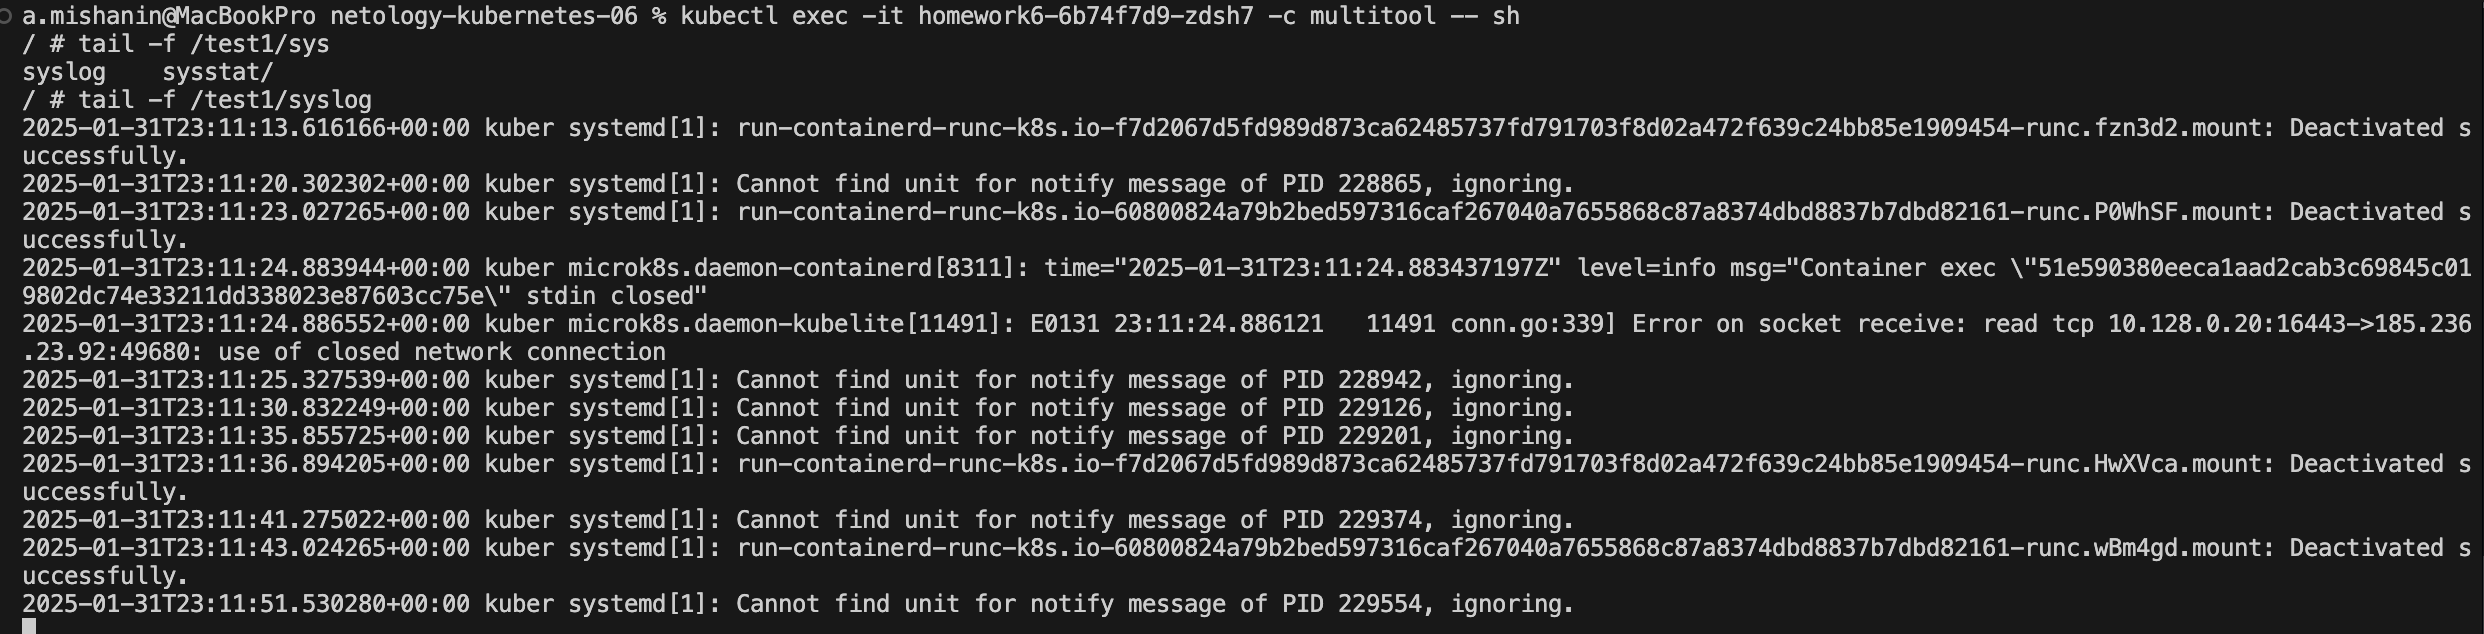 a.mishanin@MacBookPro netology-kubernetes-06 % kubectl exec -it homework6-6b74f7d9-zdsh7 -c multitool -- sh
/ # tail -f /test1/sys
syslog    sysstat/
/ # tail -f /test1/syslog
2025-01-31T23:11:13.616166+00:00 kuber systemd[1]: run-containerd-runc-k8s.io-f7d2067d5fd989d873ca62485737fd791703f8d02a472f639c24bb85e1909454-runc.fzn3d2.mount: Deactivated s
uccessfully.
2025-01-31T23:11:20.302302+00:00 kuber systemd[1]: Cannot find unit for notify message of PID 228865, ignoring.
2025-01-31T23:11:23.027265+00:00 kuber systemd[1]: run-containerd-runc-k8s.io-60800824a79b2bed597316caf267040a7655868c87a8374dbd8837b7dbd82161-runc.P0WhSF.mount: Deactivated s
uccessfully.
2025-01-31T23:11:24.883944+00:00 kuber microk8s.daemon-containerd[8311]: time="2025-01-31T23:11:24.883437197Z" level=info msg="Container exec \"51e590380eeca1aad2cab3c69845c01
9802dc74e33211dd338023e87603cc75e\" stdin closed"
2025-01-31T23:11:24.886552+00:00 kuber microk8s.daemon-kubelite[11491]: E0131 23:11:24.886121   11491 conn.go:339] Error on socket receive: read tcp 10.128.0.20:16443->185.236
.23.92:49680: use of closed network connection
2025-01-31T23:11:25.327539+00:00 kuber systemd[1]: Cannot find unit for notify message of PID 228942, ignoring.
2025-01-31T23:11:30.832249+00:00 kuber systemd[1]: Cannot find unit for notify message of PID 229126, ignoring.
2025-01-31T23:11:35.855725+00:00 kuber systemd[1]: Cannot find unit for notify message of PID 229201, ignoring.
2025-01-31T23:11:36.894205+00:00 kuber systemd[1]: run-containerd-runc-k8s.io-f7d2067d5fd989d873ca62485737fd791703f8d02a472f639c24bb85e1909454-runc.HwXVca.mount: Deactivated s
uccessfully.
2025-01-31T23:11:41.275022+00:00 kuber systemd[1]: Cannot find unit for notify message of PID 229374, ignoring.
2025-01-31T23:11:43.024265+00:00 kuber systemd[1]: run-containerd-runc-k8s.io-60800824a79b2bed597316caf267040a7655868c87a8374dbd8837b7dbd82161-runc.wBm4gd.mount: Deactivated s
uccessfully.
2025-01-31T23:11:51.530280+00:00 kuber systemd[1]: Cannot find unit for notify message of PID 229554, ignoring.